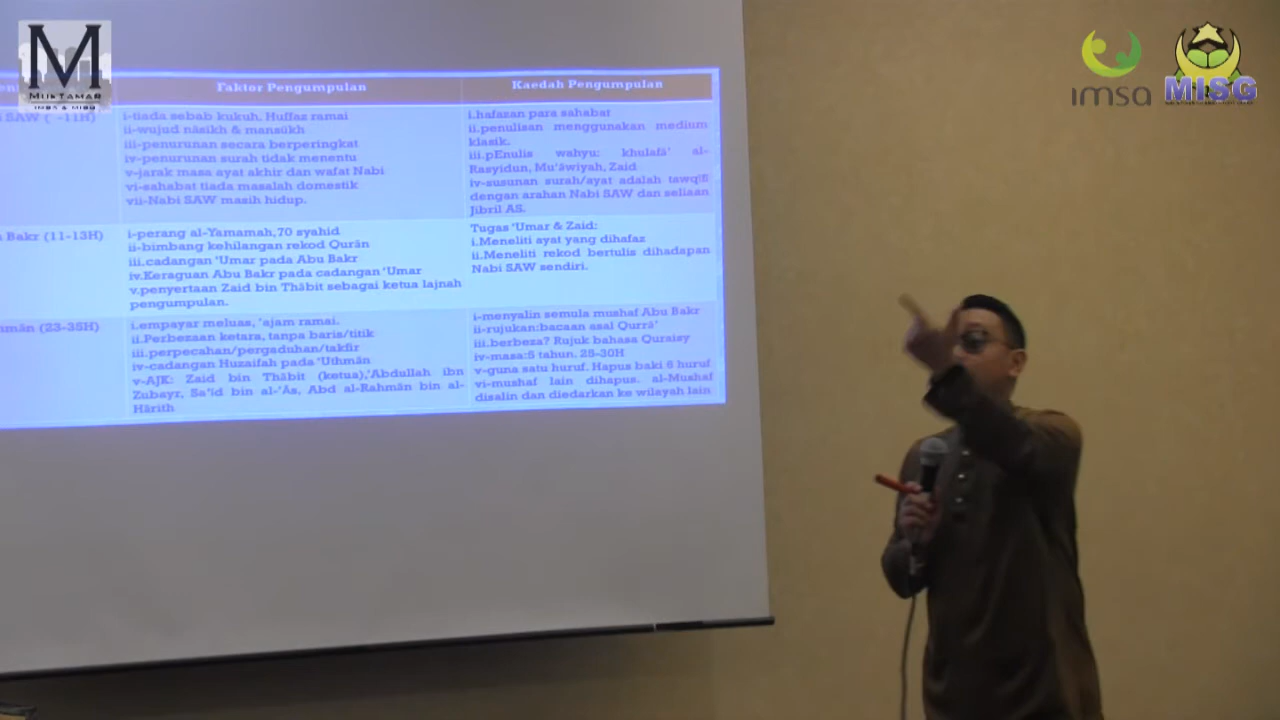 M
MUKTAMAR
IMSA & MISG
imsa
MISG
Faktor Pengumpulan
Kaedah Pengumpulan
SAW ( -11H)
i-tiada sebab kukuh. Huffaz ramai
ii-wujud nāsikh & mansūkh
iii-penurunan secara berperingkat
iv-penurunan surah tidak menentu
v-jarak masa ayat akhir dan wafat Nabi
vi-sahabat tiada masalah domestik
vii-Nabi SAW masih hidup.
i.hafazan para sahabat
ii.penulisan menggunakan medium
klasik.
iii.pEnulis wahyu: khulafā’ al-
Rasyidun, Mu‘āwiyah, Zaid
iv-susunan surah/ayat adalah tawqīfī
dengan arahan Nabi SAW dan seliaan
Jibril AS.
Bakr (11-13H)
i-perang al-Yamamah, 70 syahid
ii-bimbang kehilangan rekod Qurān
iii.cadangan ‘Umar pada Abu Bakr
iv.Keraguan Abu Bakr pada cadangan ‘Umar
v.penyertaan Zaid bin Thābit sebagai ketua lajnah
pengumpulan.
Tugas ‘Umar & Zaid:
i.Meneliti ayat yang dihafaz
ii.Meneliti rekod bertulis dihadapan
Nabi SAW sendiri.
mān (23-35H)
i.empayar meluas, ‘ajam ramai.
ii.Perbezaan ketara, tanpa baris/titik
iii.perpecahan/pergaduhan/takfir
iv-cadangan Huzaifah pada ‘Uthmān
v-AJK: Zaid bin Thābit (ketua),‘Abdullah ibn
Zubayr, Sa‘id bin al-‘Ās, Abd al-Rahmān bin al-
Hārith
i-menyalin semula mushaf Abu Bakr
ii-rujukan:bacaan asal Qurrā’
iii.berbeza? Rujuk bahasa Quraisy
iv-masa:5 tahun. 25-30H
v-guna satu huruf. Hapus baki 6 huruf
vi-mushaf lain dihapus. al-Mushaf
disalin dan diedarkan ke wilayah lain